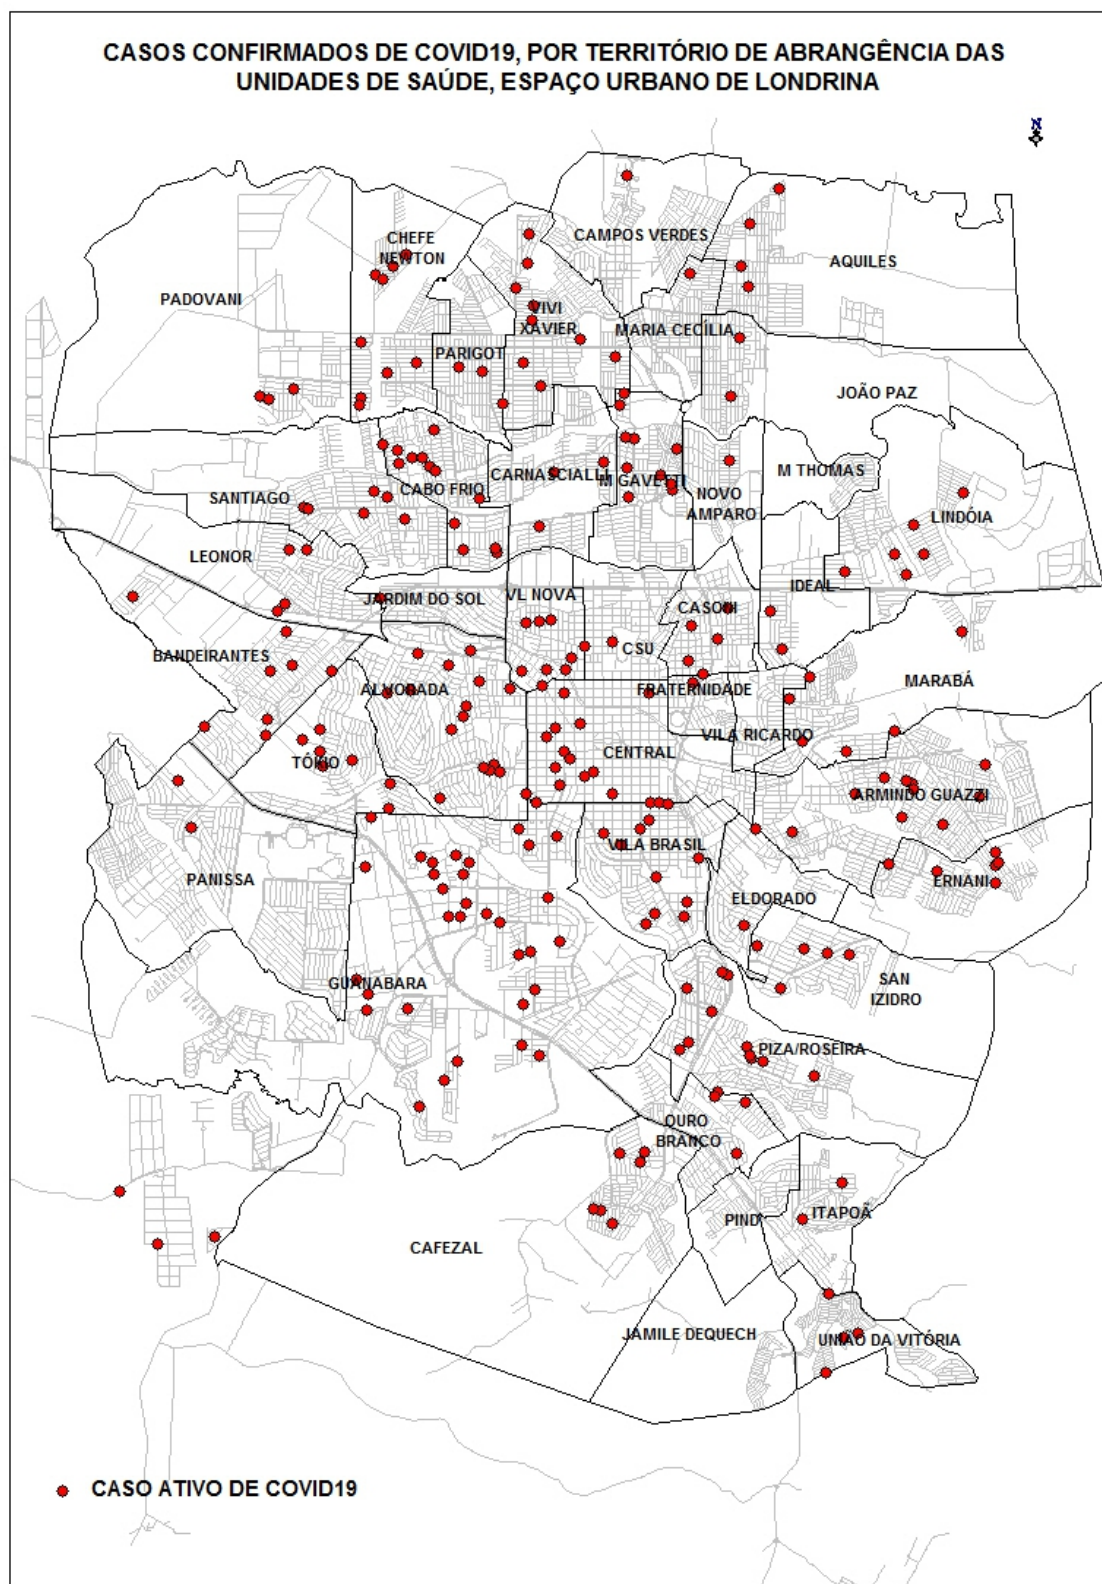 CASOS CONFIRMADOS DE COVID19, POR TERRITÓRIO DE ABRANGÊNCIA DAS
UNIDADES DE SAÚDE, ESPAÇO URBANO DE LONDRINA
N
CAMPOS VERDES
CHEFE
NEWTON
AQUILES
PADOVANI
VIVI
XAVIER
MARIA CECÍLIA
PARIGOT
JOÃO PAZ
CARNASCIALLI
M THOMAS
M GAVETTI
CABO FRIO
SANTIAGO
NOVO
AMPARO
LINDÓIA
LEONOR
IDEAL
JARDIM DO SOL
VL NOVA
CASONI
CSU
BANDEIRANTES
MARABÁ
ALVORADA
FRATERNIDADE
VILA RICARDO
CENTRAL
TÓKIO
ARMINDO GUAZZI
VILA BRASIL
PANISSA
ERNANI
ELDORADO
GUANABARA
SAN
IZIDRO
PIZA/ROSEIRA
OURO
BRANCO
ITAPOÃ
PIND
CAFEZAL
JAMILE DEQUECH
UNIÃO DA VITÓRIA
CASO ATIVO DE COVID19